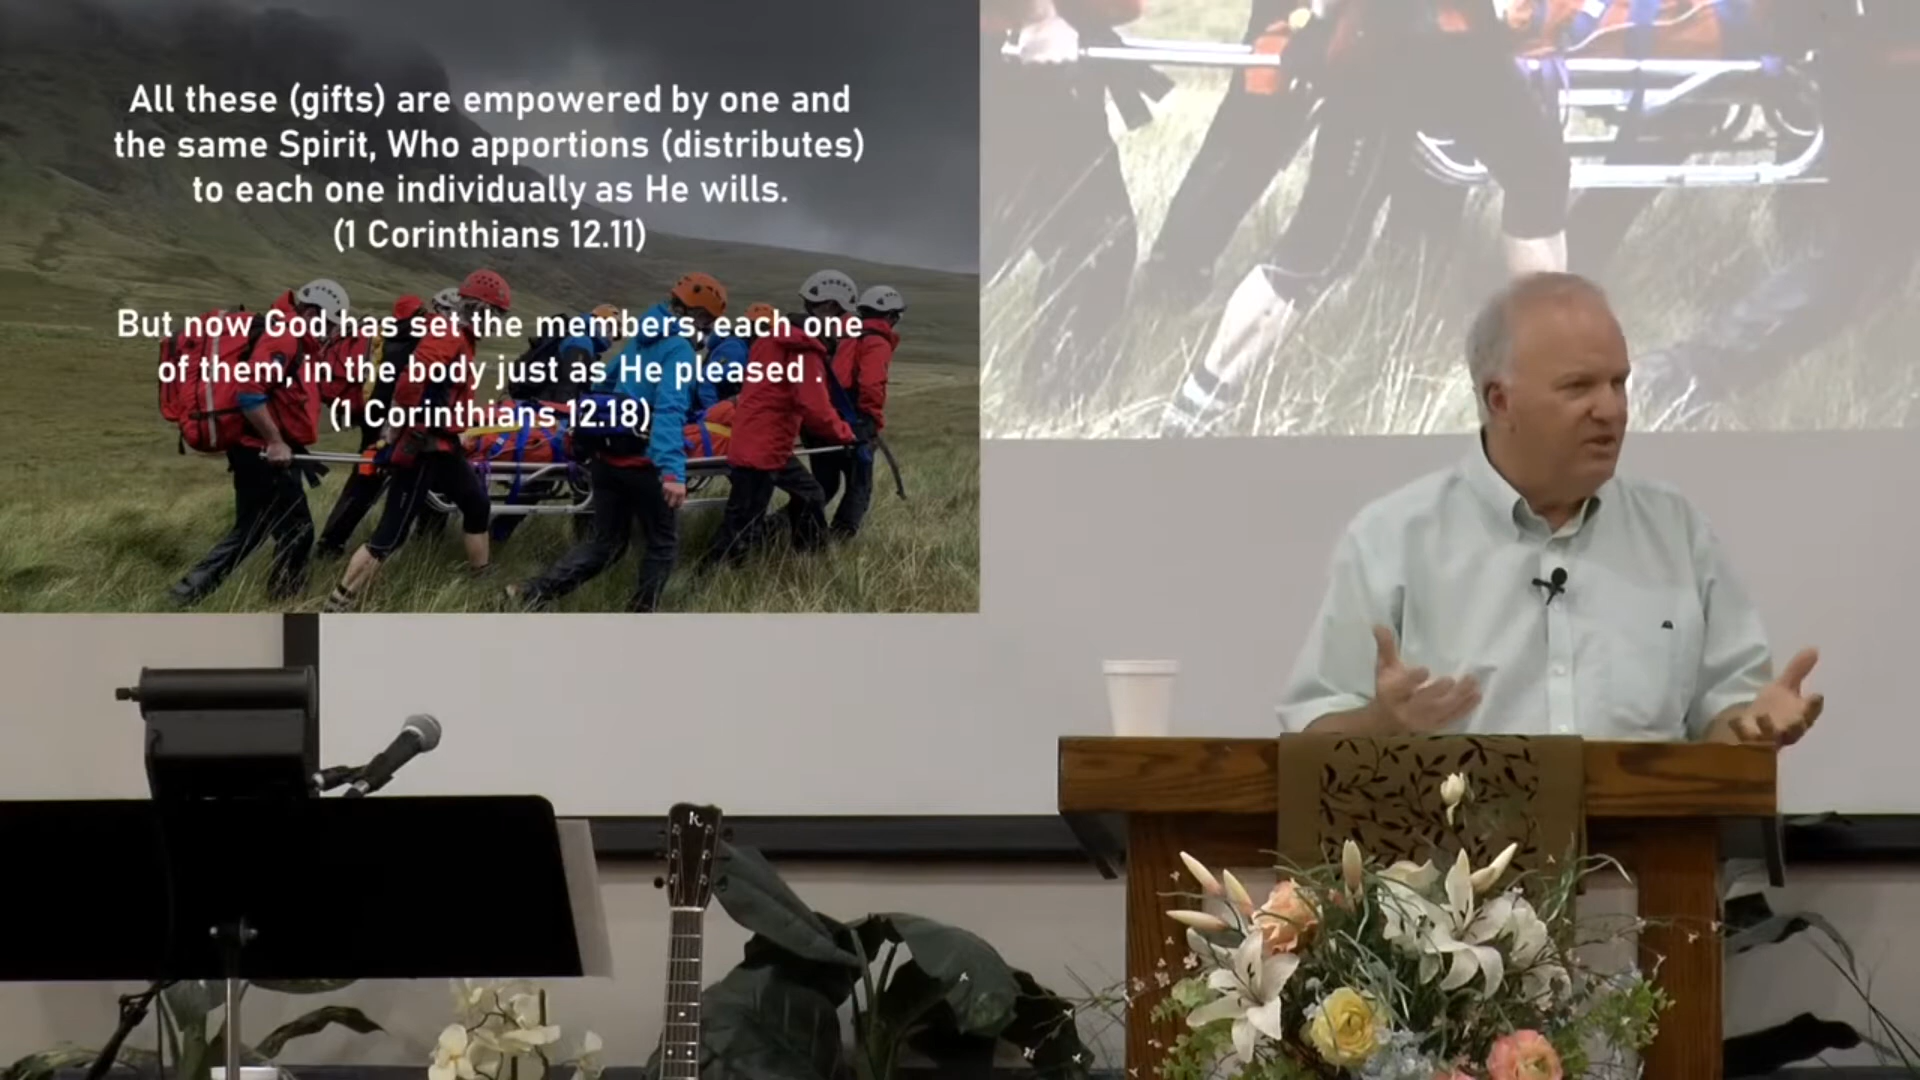 All these (gifts) are empowered by one and
the same Spirit, Who apportions (distributes)
to each one individually as He wills.
(1 Corinthians 12.11)
But now God has set the members, each one
of them, in the body just as He pleased .
(1 Corinthians 12.18)
K